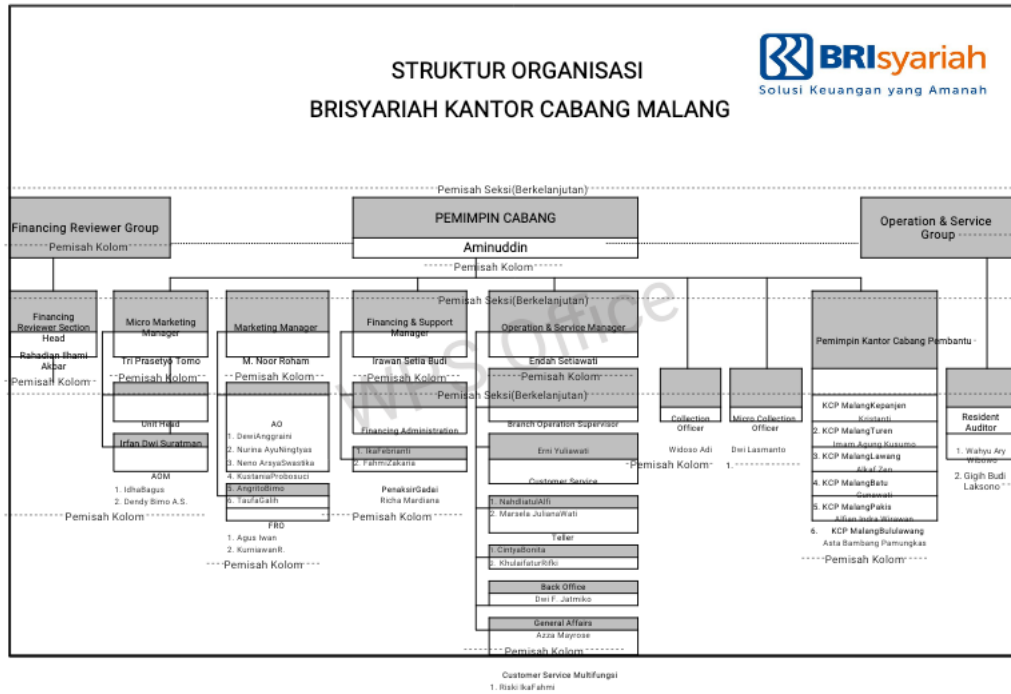 STRUKTUR ORGANISASI
BRISYARIAH KANTOR CABANG MALANG
BRIsyariah
Solusi Keuangan yang Amanah
Pemisah Seksi(Berkelanjutan)
Financing Reviewer Group
Pemisah Kolom
PEMIMPIN CABANG
Aminuddin
Pemisah Kolom
Operation & Service
Group
Pemisah Seksi(Berkelanjutan)
Financing
Reviewer Section
Head
Rahadian Ilhami
Akbar
Pemisah Kolom
Micro Marketing
Manager
Tri Prasetyo Tomo
Pemisah Kolom
Unit Head
Irfan Dwi Suratman
AOM
1. IdhaBagus
2. Dendy Bimo A.S.
Pemisah Kolom
Marketing Manager
M. Noor Roham
Pemisah Kolom
AO
1. DewiAnggraini
2. Nurina AyuNingtyas
3. Neno ArsyaSwastika
4. KustaniaProbosuci
5. AngritoBimo
6. TaufaGalih
FRO
1. Agus Iwan
2. KurniawanR.
Pemisah Kolom
Financing & Support
Manager
Irawan Setia Budi
Pemisah Kolom
Financing Administration
1. IkaFebrianti
2. FahmiZakaria
PenaksirGadai
Richa Mardiana
Pemisah Kolom
Operation & Service Manager
Endah Setiawati
Pemisah Kolom
Pemisah Seksi(Berkelanjutan)
Branch Operation Supervisor
Erni Yuliawati
Customer Service
1. NahdliatulAlfi
2. Marsela JulianaWati
Teller
1. CintyaBonita
2. KhulaifaturRifki
Back Office
Dwi F. Jatmiko
General Affairs
Azza Mayrose
Pemisah Kolom
Customer Service Multifungsi
1. Riski IkaFahmi
Collection
Officer
Widoso Adi
Pemisah Kolom
Micro Collection
Officer
Dwi Lasmanto
1.
Pemimpin Kantor Cabang Pembantu
KCP MalangKepanjen
Kristanti
2. KCP MalangTuren
Imam Agung Kusumo
3. KCP MalangLawang
Alkaf Zen
4. KCP MalangBatu
Gunawati
5. KCP MalangPakis
Alfian Indra Wirawan
6. KCP MalangBululawang
Asta Bambang Pamungkas
Pemisah Kolom
Resident
Auditor
1. Wahyu Ary
Wibowo
2. Gigih Budi
Laksono
WPS Office